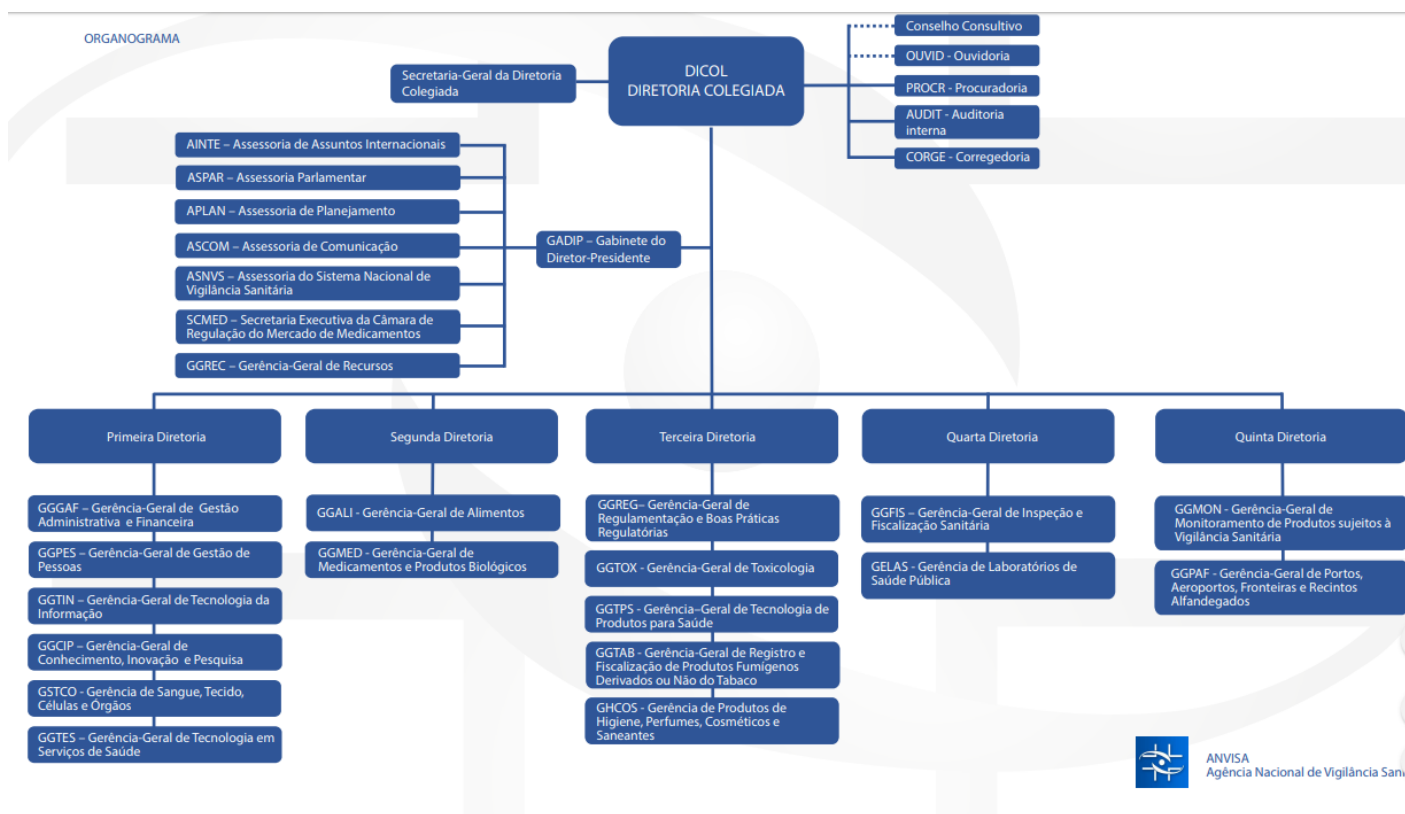 ORGANOGRAMA
Secretaria-Geral da Diretoria
Colegiada
DICOL
DIRETORIA COLEGIADA
Conselho Consultivo
OUVID - Ouvidoria
PROCR - Procuradoria
AUDIT - Auditoria
interna
CORGE - Corregedoria
AINTE – Assessoria de Assuntos Internacionais
ASPAR – Assessoria Parlamentar
APLAN – Assessoria de Planejamento
ASCOM – Assessoria de Comunicação
ASNVS – Assessoria do Sistema Nacional de
Vigilância Sanitária
SCMED – Secretaria Executiva da Câmara de
Regulação do Mercado de Medicamentos
GGREC – Gerência-Geral de Recursos
GADIP – Gabinete do
Diretor-Presidente
Primeira Diretoria
GGGAF – Gerência-Geral de Gestão
Administrativa e Financeira
GGPES – Gerência-Geral de Gestão de
Pessoas
GGTIN – Gerência-Geral de Tecnologia da
Informação
GGCIP – Gerência-Geral de
Conhecimento, Inovação e Pesquisa
GSTCO - Gerência de Sangue, Tecido,
Células e Órgãos
GGTES – Gerência-Geral de Tecnologia em
Serviços de Saúde
Segunda Diretoria
GGALI - Gerência-Geral de Alimentos
GGMED - Gerência-Geral de
Medicamentos e Produtos Biológicos
Terceira Diretoria
GGREG– Gerência-Geral de
Regulamentação e Boas Práticas
Regulatórias
GGTOX - Gerência-Geral de Toxicologia
GGTPS - Gerência–Geral de Tecnologia de
Produtos para Saúde
GGTAB - Gerência-Geral de Registro e
Fiscalização de Produtos Fumígenos
Derivados ou Não do Tabaco
GHCOS - Gerência de Produtos de
Higiene, Perfumes, Cosméticos e
Saneantes
Quarta Diretoria
GGFIS – Gerência-Geral de Inspeção e
Fiscalização Sanitária
GELAS - Gerência de Laboratórios de
Saúde Pública
Quinta Diretoria
GGMON - Gerência-Geral de
Monitoramento de Produtos sujeitos à
Vigilância Sanitária
GGPAF - Gerência-Geral de Portos,
Aeroportos, Fronteiras e Recintos
Alfandegados
ANVISA
Agência Nacional de Vigilância